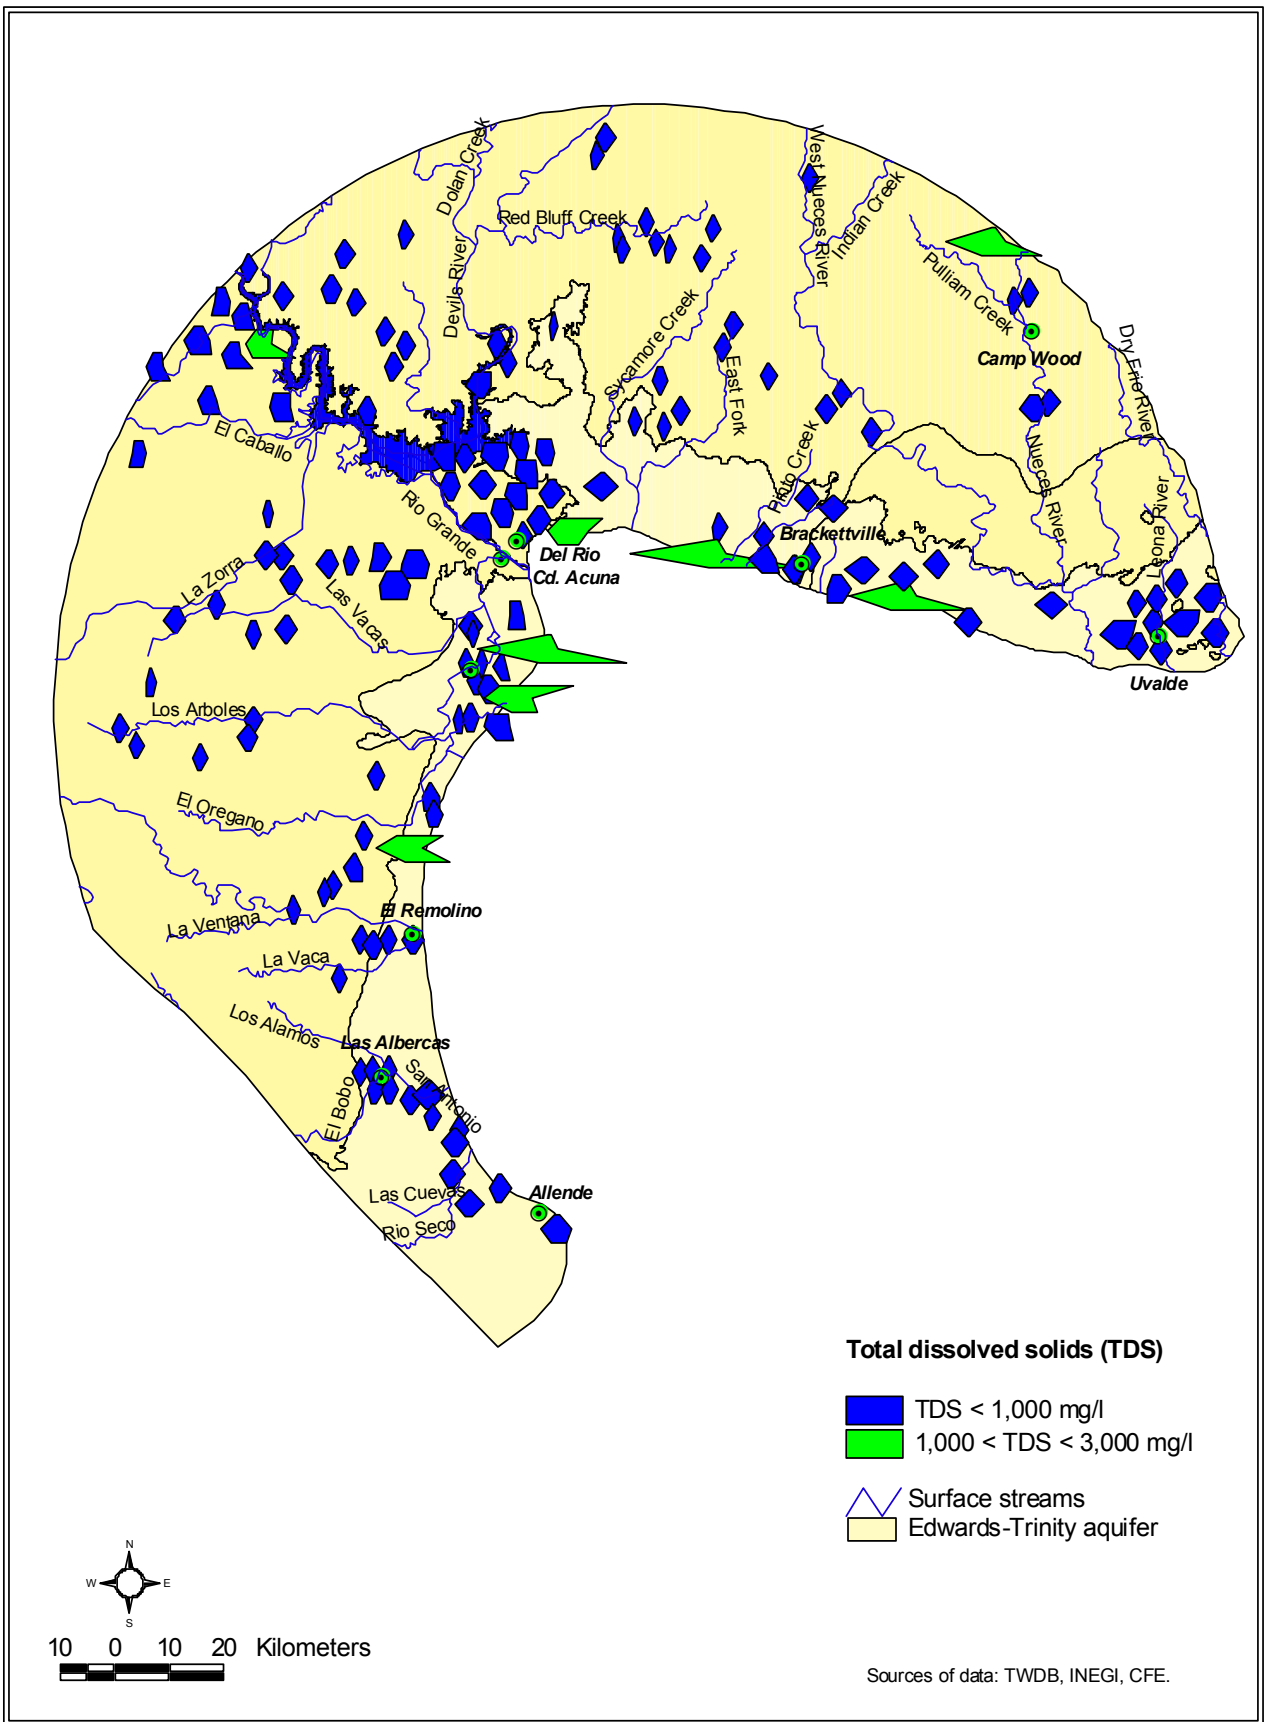 Dolan Creek
West Nueces River
Indian Creek
Red Bluff Creek
Devils River
Pulliam Creek
Sycamore Creek
Camp Wood
Dry Frio River
East Fork
El Caballo
Pinto Creek
Nueces River
Leona River
Rio Grande
Brackettville
Del Rio
Cd. Acuna
La Zorra
Las Vacas
Uvalde
Los Arboles
El Oregano
El Remolino
La Ventana
La Vaca
Los Alamos
Las Albercas
San Antonio
El Bobo
Las Cuevas
Allende
Rio Seco
Total dissolved solids (TDS)
TDS < 1,000 mg/l
1,000 < TDS < 3,000 mg/l
Surface streams
Edwards-Trinity aquifer
N
W E
S
10 0 10 20 Kilometers
Sources of data: TWDB, INEGI, CFE.